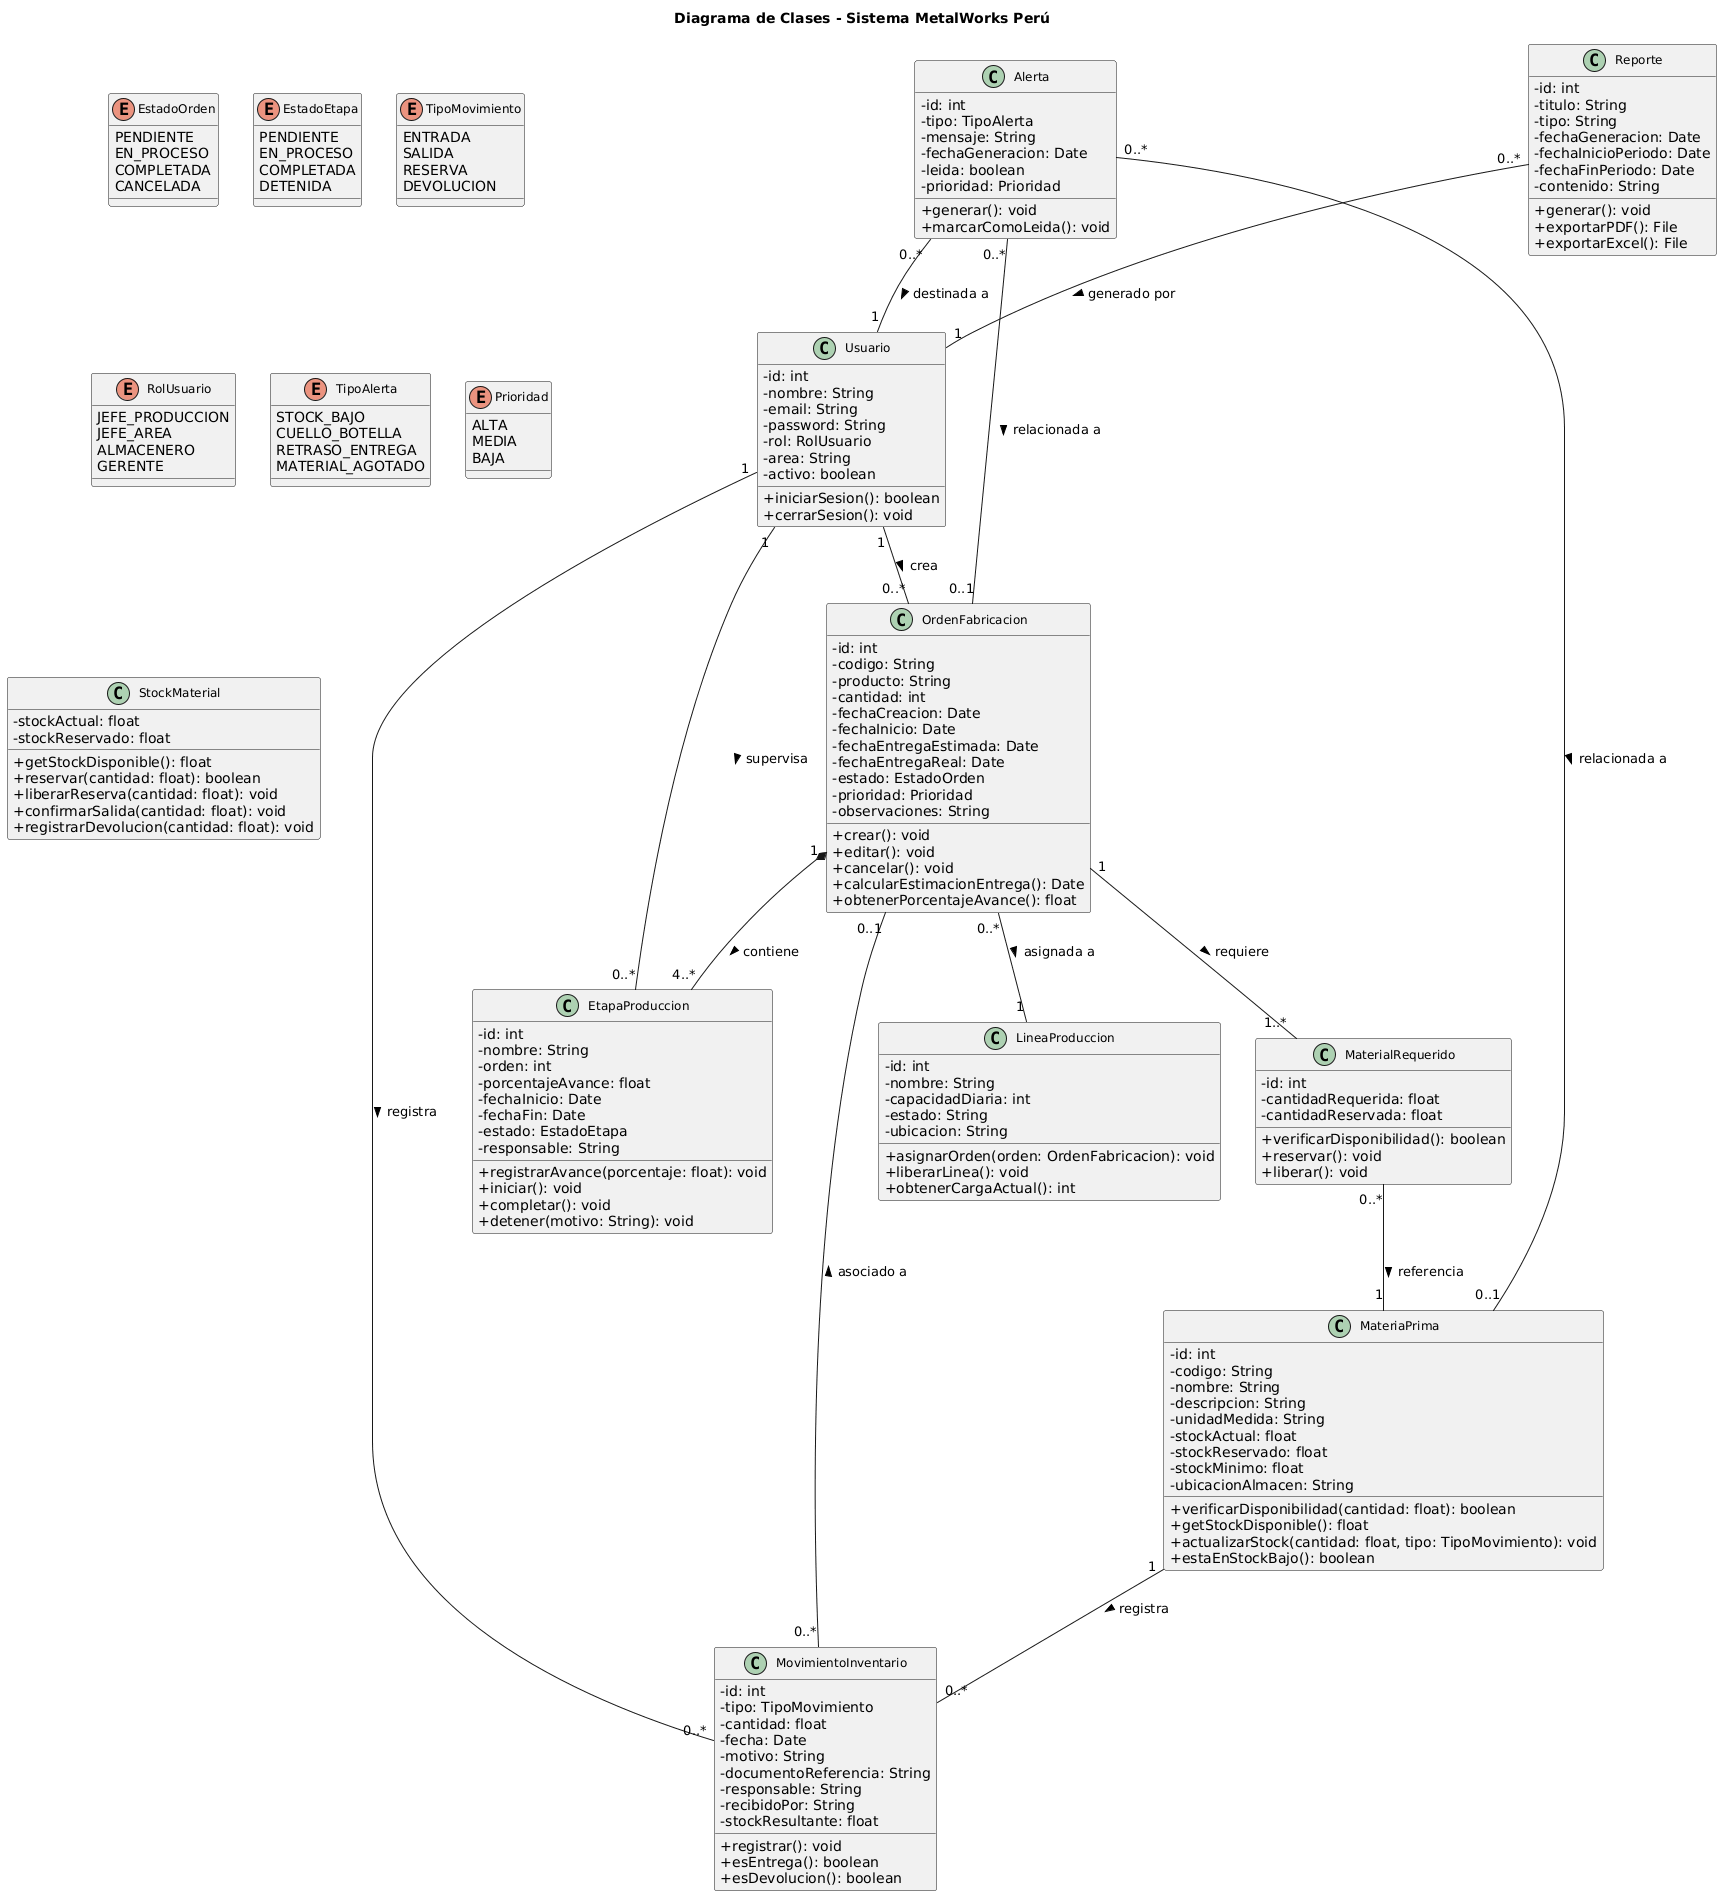 Diagrama de Clases - Sistema MetalWorks Perú
C Alerta
-id: int
-tipo: TipoAlerta
-mensaje: String
-fechaGeneracion: Date
-leida: boolean
-prioridad: Prioridad
+generar(): void
+marcarComoLeida(): void
C Reporte
-id: int
-titulo: String
-tipo: String
-fechaGeneracion: Date
-fechaInicioPeriodo: Date
-fechaFinPeriodo: Date
-contenido: String
+generar(): void
+exportarPDF(): File
+exportarExcel(): File
E EstadoOrden
PENDIENTE
EN_PROCESO
COMPLETADA
CANCELADA
E EstadoEtapa
PENDIENTE
EN_PROCESO
COMPLETADA
DETENIDA
E TipoMovimiento
ENTRADA
SALIDA
RESERVA
DEVOLUCION
0..*
0..*
0..*
0..*
destinada a
generado por
1
1
E RolUsuario
JEFE_PRODUCCION
JEFE_AREA
ALMACENERO
GERENTE
E TipoAlerta
STOCK_BAJO
CUELLO_BOTELLA
RETRASO_ENTREGA
MATERIAL_AGOTADO
E Prioridad
ALTA
MEDIA
BAJA
C Usuario
-id: int
-nombre: String
-email: String
-password: String
-rol: RolUsuario
-area: String
-activo: boolean
+iniciarSesion(): boolean
+cerrarSesion(): void
relacionada a
1
1
1
crea
0..*
0..1
C StockMaterial
-stockActual: float
-stockReservado: float
+getStockDisponible(): float
+reservar(cantidad: float): boolean
+liberarReserva(cantidad: float): void
+confirmarSalida(cantidad: float): void
+registrarDevolucion(cantidad: float): void
supervisa
C OrdenFabricacion
-id: int
-codigo: String
-producto: String
-cantidad: int
-fechaCreacion: Date
-fechaInicio: Date
-fechaEntregaEstimada: Date
-fechaEntregaReal: Date
-estado: EstadoOrden
-prioridad: Prioridad
-observaciones: String
+crear(): void
+editar(): void
+cancelar(): void
+calcularEstimacionEntrega(): Date
+obtenerPorcentajeAvance(): float
relacionada a
1
1
0..1
0..*
contiene
asignada a
requiere
0..*
4..*
1
1..*
C EtapaProduccion
-id: int
-nombre: String
-orden: int
-porcentajeAvance: float
-fechaInicio: Date
-fechaFin: Date
-estado: EstadoEtapa
-responsable: String
+registrarAvance(porcentaje: float): void
+iniciar(): void
+completar(): void
+detener(motivo: String): void
C LineaProduccion
-id: int
-nombre: String
-capacidadDiaria: int
-estado: String
-ubicacion: String
+asignarOrden(orden: OrdenFabricacion): void
+liberarLinea(): void
+obtenerCargaActual(): int
C MaterialRequerido
-id: int
-cantidadRequerida: float
-cantidadReservada: float
+verificarDisponibilidad(): boolean
+reservar(): void
+liberar(): void
registra
0..*
asociado a
referencia
1
0..1
C MateriaPrima
-id: int
-codigo: String
-nombre: String
-descripcion: String
-unidadMedida: String
-stockActual: float
-stockReservado: float
-stockMinimo: float
-ubicacionAlmacen: String
+verificarDisponibilidad(cantidad: float): boolean
+getStockDisponible(): float
+actualizarStock(cantidad: float, tipo: TipoMovimiento): void
+estaEnStockBajo(): boolean
1
registra
0..*
0..*
0..*
C MovimientoInventario
-id: int
-tipo: TipoMovimiento
-cantidad: float
-fecha: Date
-motivo: String
-documentoReferencia: String
-responsable: String
-recibidoPor: String
-stockResultante: float
+registrar(): void
+esEntrega(): boolean
+esDevolucion(): boolean